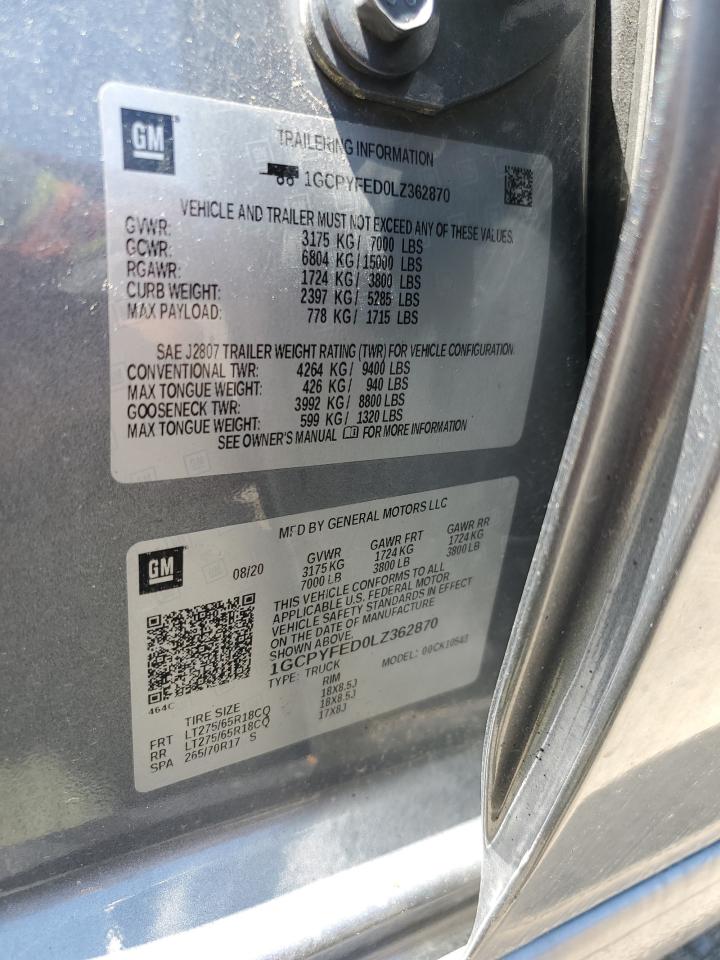 GM
TRAILERING INFORMATION
1GCPYFED0LZ362870
VEHICLE AND TRAILER MUST NOT EXCEED ANY OF THESE VALUES.
GVWR: 3175 KG/ 7000 LBS
GCWR: 6804 KG/15000 LBS
RGAWR: 1724 KG/ 3800 LBS
CURB WEIGHT: 2397 KG/ 5285 LBS
MAX PAYLOAD: 778 KG/ 1715 LBS
SAE J2807 TRAILER WEIGHT RATING (TWR) FOR VEHICLE CONFIGURATION
CONVENTIONAL TWR: 4264 KG/ 9400 LBS
MAX TONGUE WEIGHT: 426 KG/ 940 LBS
GOOSENECK TWR: 3992 KG/ 8800 LBS
MAX TONGUE WEIGHT: 599 KG/ 1320 LBS
SEE OWNER'S MANUAL FOR MORE INFORMATION
MFD BY GENERAL MOTORS LLC
GM
08/20
GVWR GAWR FRT GAWR RR
3175 KG 1724 KG 1724 KG
7000 LB 3800 LB 3800 LB
THIS VEHICLE CONFORMS TO ALL
APPLICABLE U.S. FEDERAL MOTOR
VEHICLE SAFETY STANDARDS IN EFFECT
ON THE DATE OF MANUFACTURE
SHOWN ABOVE.
1GCPYFED0LZ362870
TYPE: TRUCK MODEL: 00CK10543
464C
TIRE SIZE RIM
FRT LT275/65R18CQ 18X8.5J
RR LT275/65R18CQ 18X8.5J
SPA 265/70R17 S 17X8J